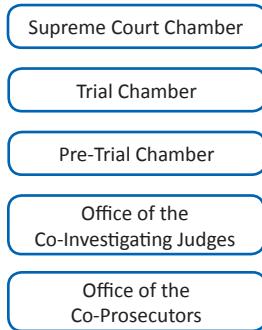 Supreme Court Chamber
Trial Chamber
Pre-Trial Chamber
Office of the
Co-Investigating Judges
Office of the
Co-Prosecutors